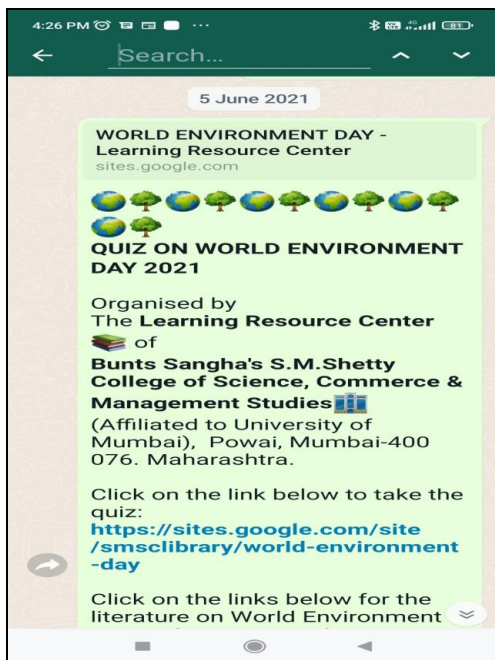 4:26 PM
4G
81
Search...
5 June 2021
WORLD ENVIRONMENT DAY -
Learning Resource Center
sites.google.com
QUIZ ON WORLD ENVIRONMENT
DAY 2021
Organised by
The Learning Resource Center
of
Bunts Sangha's S.M.Shetty
College of Science, Commerce &
Management Studies
(Affiliated to University of
Mumbai), Powai, Mumbai-400
076. Maharashtra.
Click on the link below to take the
quiz:
https://sites.google.com/site
/smsclibrary/world-environment
-day
Click on the links below for the
literature on World Environment